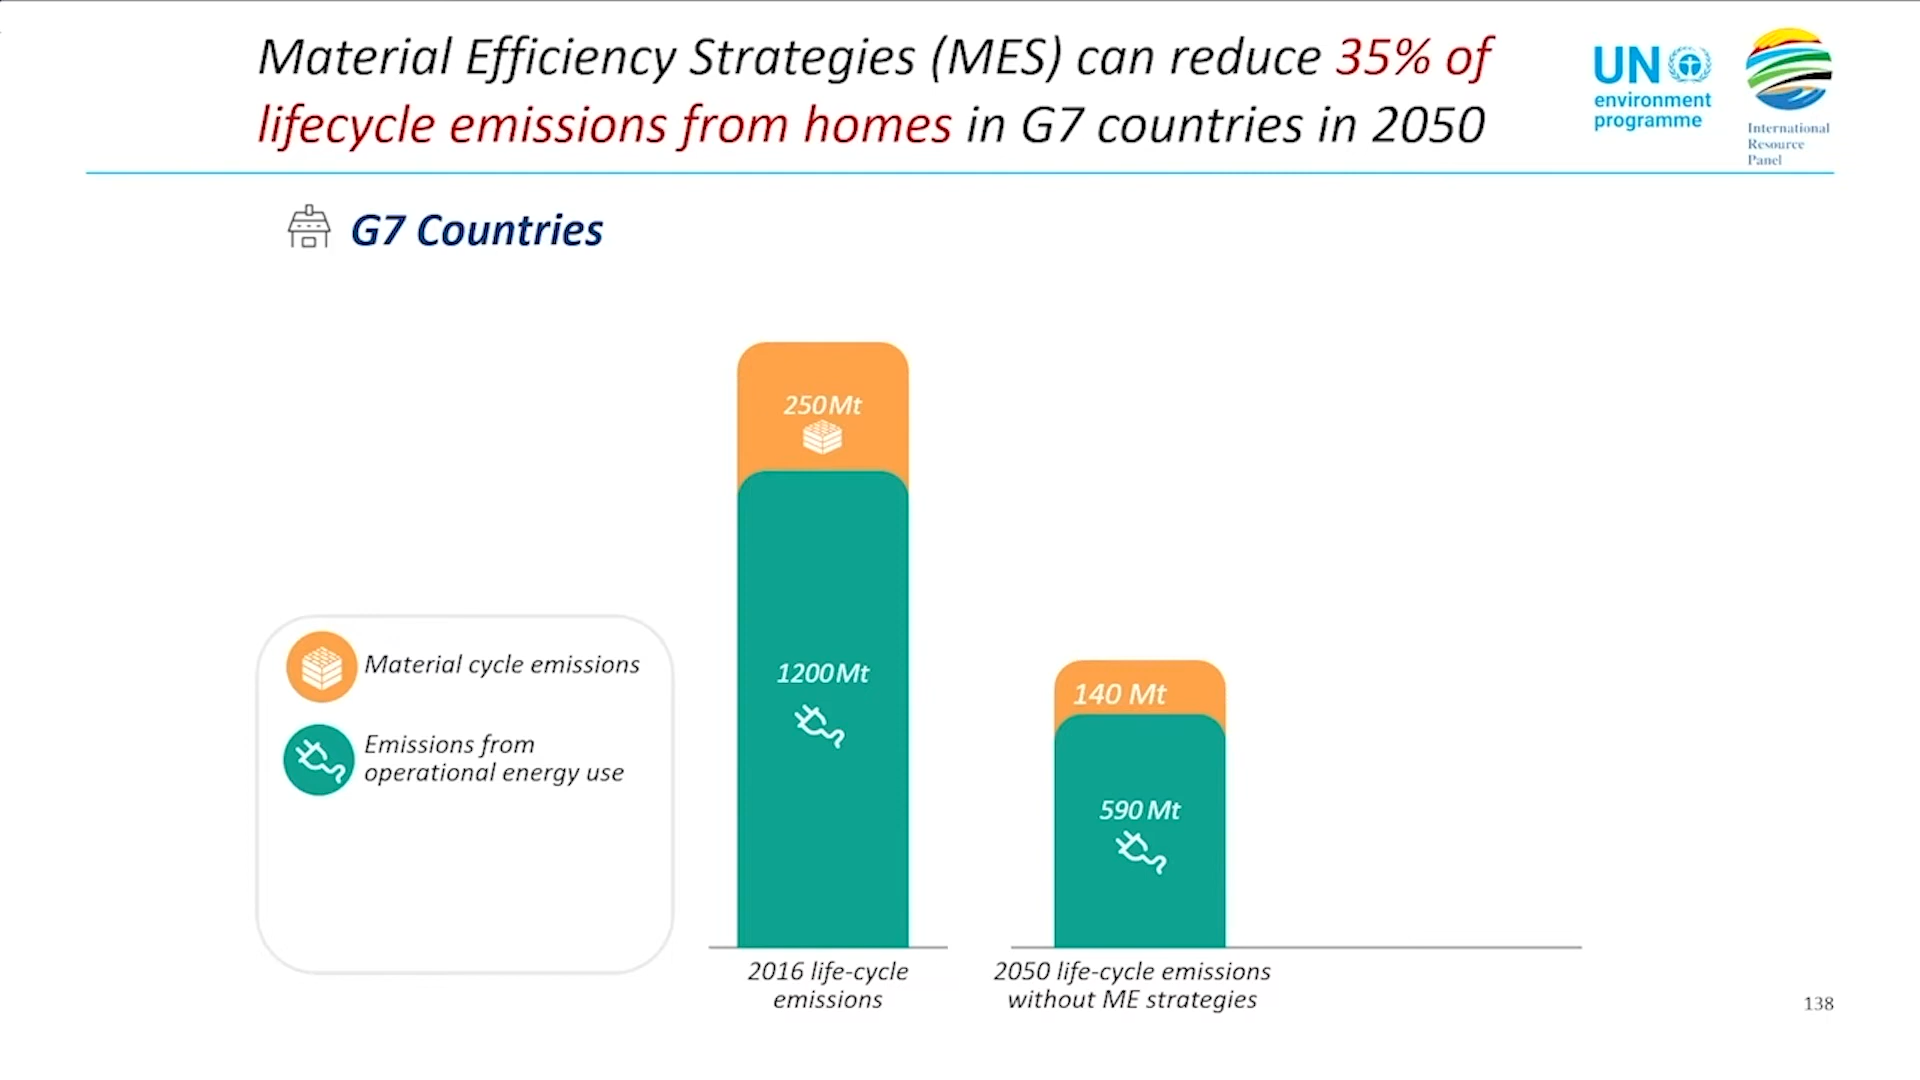 Material Efficiency Strategies (MES) can reduce 35% of
lifecycle emissions from homes in G7 countries in 2050
UN
environment
programme
International
Resource
Panel
G7 Countries
250 Mt
1200 Mt
140 Mt
590 Mt
Material cycle emissions
Emissions from
operational energy use
2016 life-cycle
emissions
2050 life-cycle emissions
without ME strategies
138